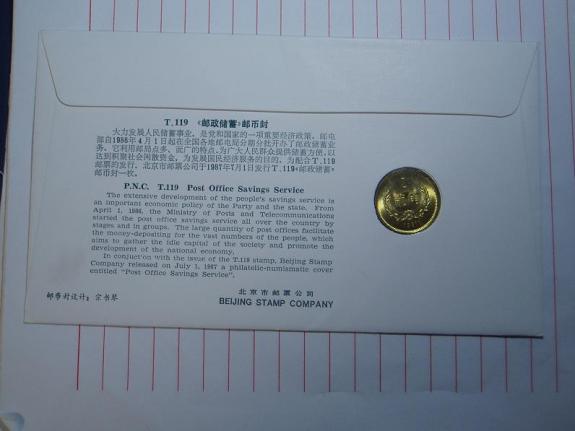 T.119 《邮政储蓄》邮币封
大力发展人民储蓄事业，是党和国家的一项重要经济政策。邮电
部自1986年4月1日起在全国各地邮电局分期分批开办了邮政储蓄业
务。它利用邮局点多、面广的特点，为广大人民群众提供储蓄方便，以
达到积聚社会闲散资金，为发展国民经济服务的目的。为配合T.119
邮票的发行，北京市邮票公司于1987年7月1日发行T.119《邮政储蓄》
邮币封一枚。
P.N.C. T.119 Post Office Savings Service
The extensive development of the people's savings service is
an important economic policy of the Party and the state. From
April 1, 1986, the Ministry of Posts and Telecommunications
started the post office savings service all over the country by
stages and in groups. The large quantity of post offices facilitate
the money-depositing for the vast numbers of the people, which
aims to gather the idle capital of the society and promote the
development of the national economy.
In conjuction with the issue of the T.119 stamp, Beijing Stamp
Company released on July 1, 1987 a philatelic-numismatic cover
entitled "Post Office Savings Service".
邮币封设计：宗书琴
北京市邮票公司
BEIJING STAMP COMPANY